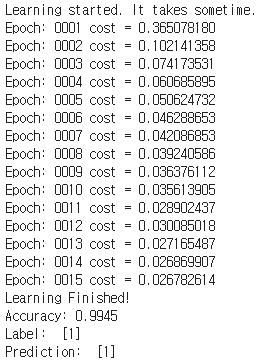 Learning started. It takes sometime.
Epoch: 0001 cost = 0.365078180
Epoch: 0002 cost = 0.102141358
Epoch: 0003 cost = 0.074173531
Epoch: 0004 cost = 0.060685895
Epoch: 0005 cost = 0.050624732
Epoch: 0006 cost = 0.046288653
Epoch: 0007 cost = 0.042086853
Epoch: 0008 cost = 0.039240586
Epoch: 0009 cost = 0.036376112
Epoch: 0010 cost = 0.035613905
Epoch: 0011 cost = 0.028902437
Epoch: 0012 cost = 0.030085018
Epoch: 0013 cost = 0.027165487
Epoch: 0014 cost = 0.026869907
Epoch: 0015 cost = 0.026782614
Learning Finished!
Accuracy: 0.9945
Label:  [1]
Prediction:  [1]